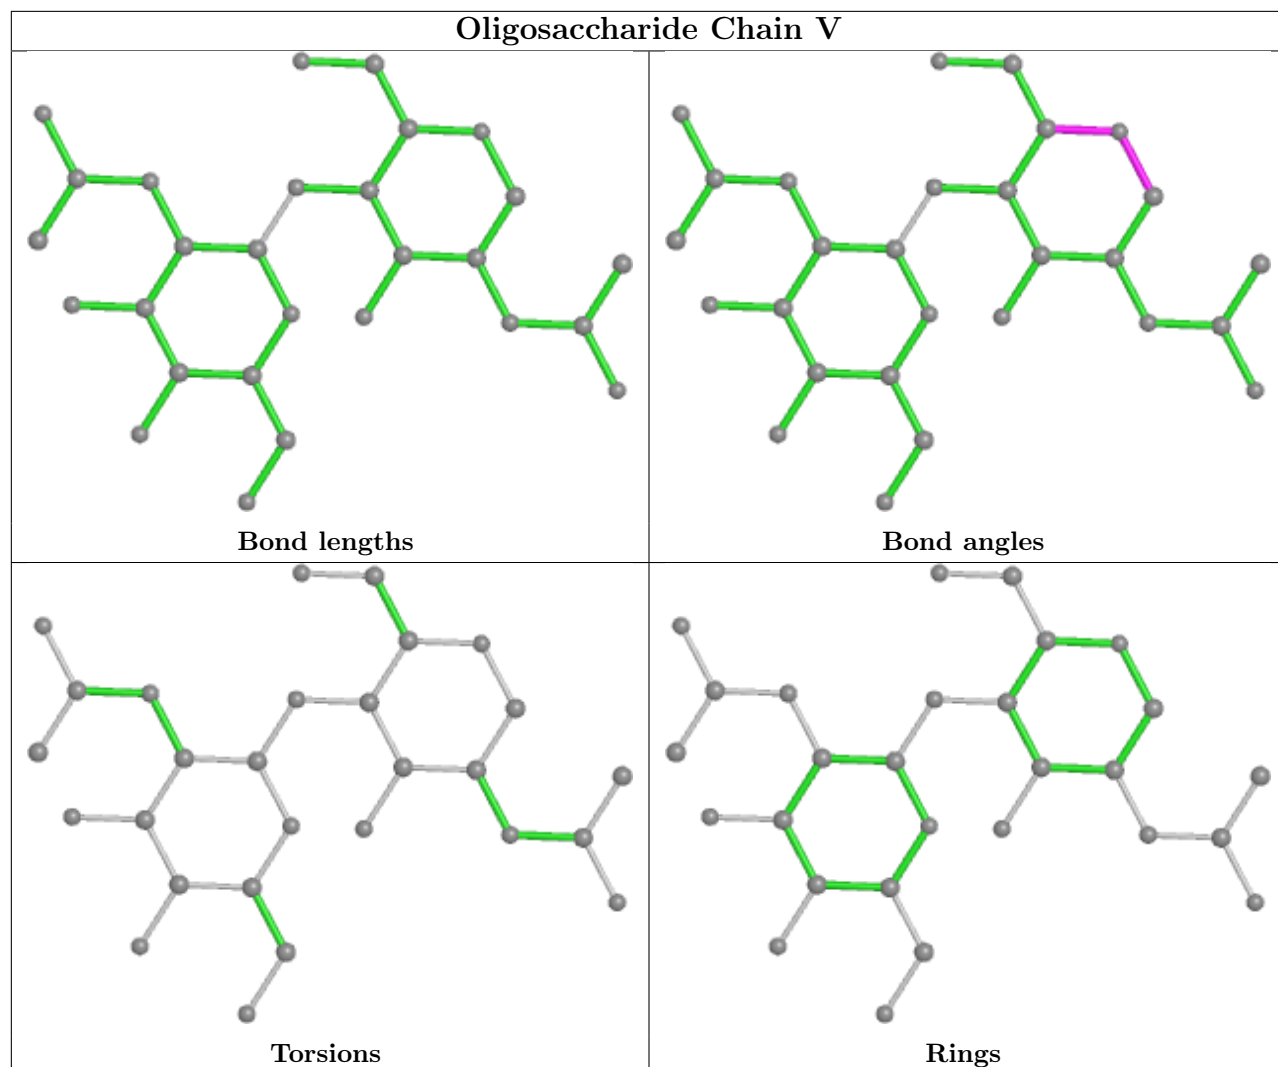 Oligosaccharide Chain V
Bond lengths
Bond angles
Torsions
Rings